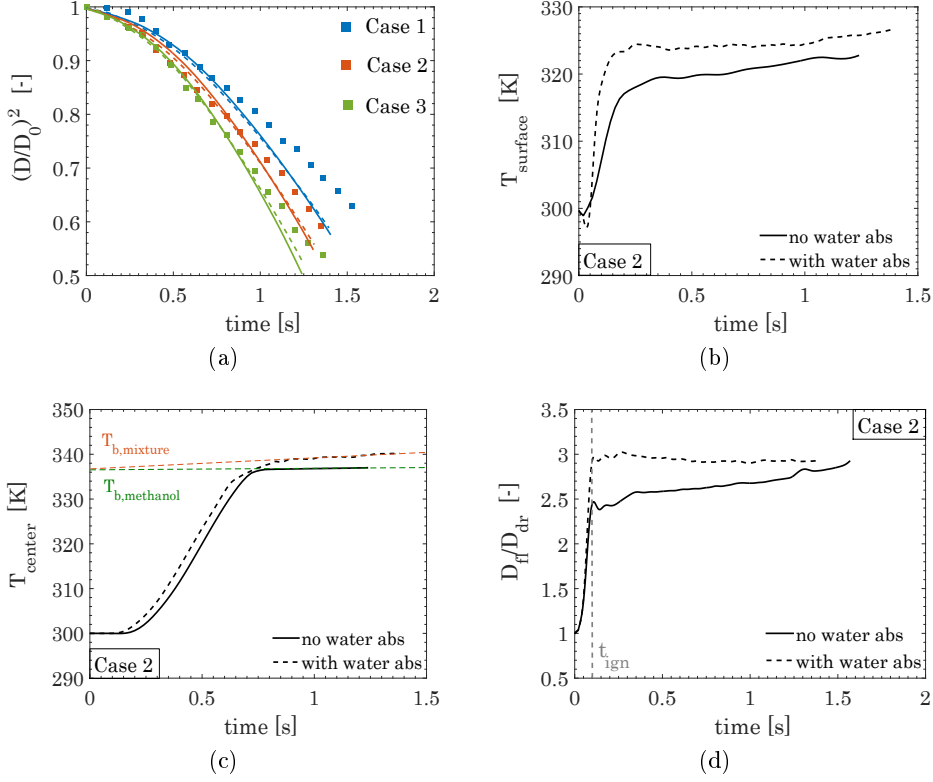 1
0.9
0.8
0.7
0.6
0.5
(D/D0)2 [-]
0 0.5 1 1.5 2
time [s]
Case 1
Case 2
Case 3
(a)
330
320
310
300
290
Tsurface [K]
0 0.5 1 1.5
time [s]
no water abs
with water abs
Case 2
(b)
350
340
330
320
310
300
290
Tcenter [K]
0 0.5 1 1.5
time [s]
Tb,mixture
Tb,methanol
no water abs
with water abs
Case 2
(c)
3.5
3
2.5
2
1.5
1
0.5
Dfl/Ddr [-]
0 0.5 1 1.5 2
time [s]
Case 2
no water abs
with water abs
tign
(d)